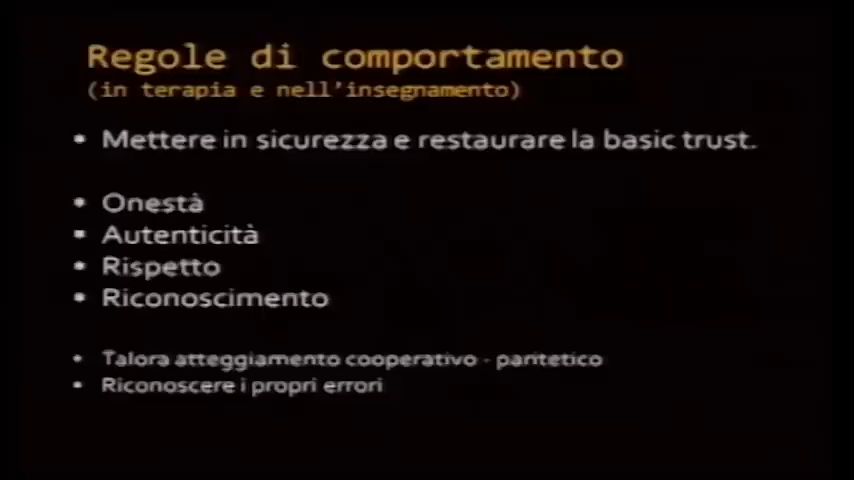 Regole di comportamento
(in terapia e nell'insegnamento)
• Mettere in sicurezza e restaurare la basic trust.
• Onestà
• Autenticità
• Rispetto
• Riconoscimento
• Talora atteggiamento cooperativo - paritetico
• Riconoscere i propri errori